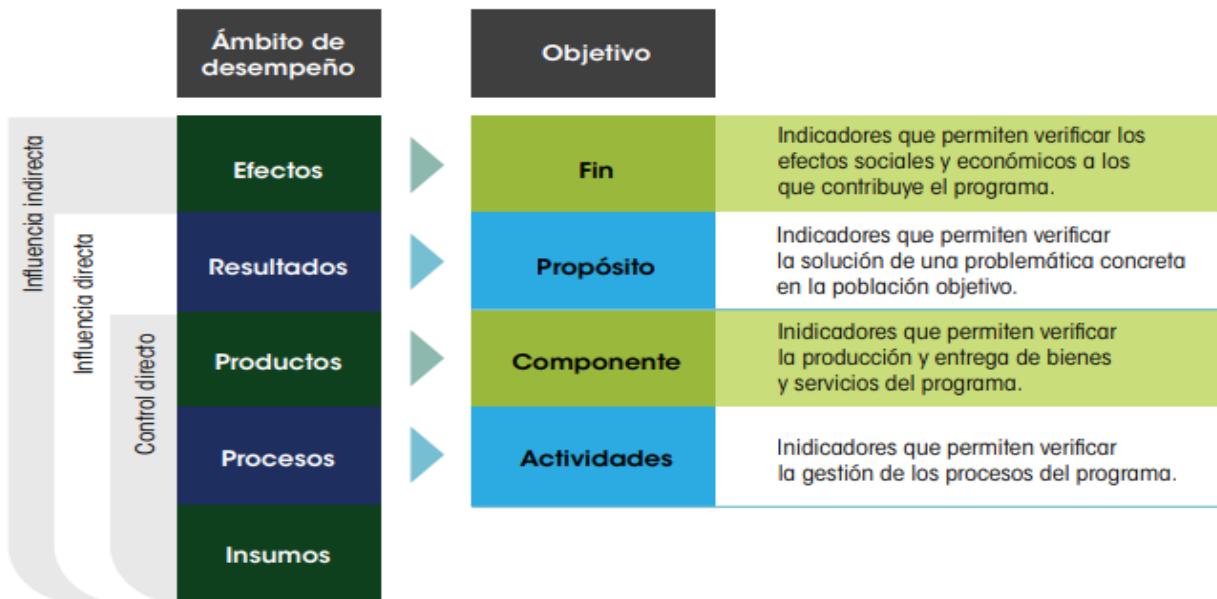 Ámbito de
desempeño
Objetivo
Influencia indirecta
Influencia directa
Control directo
Efectos
Fin
Indicadores que permiten verificar los
efectos sociales y económicos a los
que contribuye el programa.
Resultados
Propósito
Indicadores que permiten verificar
la solución de una problemática concreta
en la población objetivo.
Productos
Componente
Inidicadores que permiten verificar
la producción y entrega de bienes
y servicios del programa.
Procesos
Actividades
Inidicadores que permiten verificar
la gestión de los procesos del programa.
Insumos